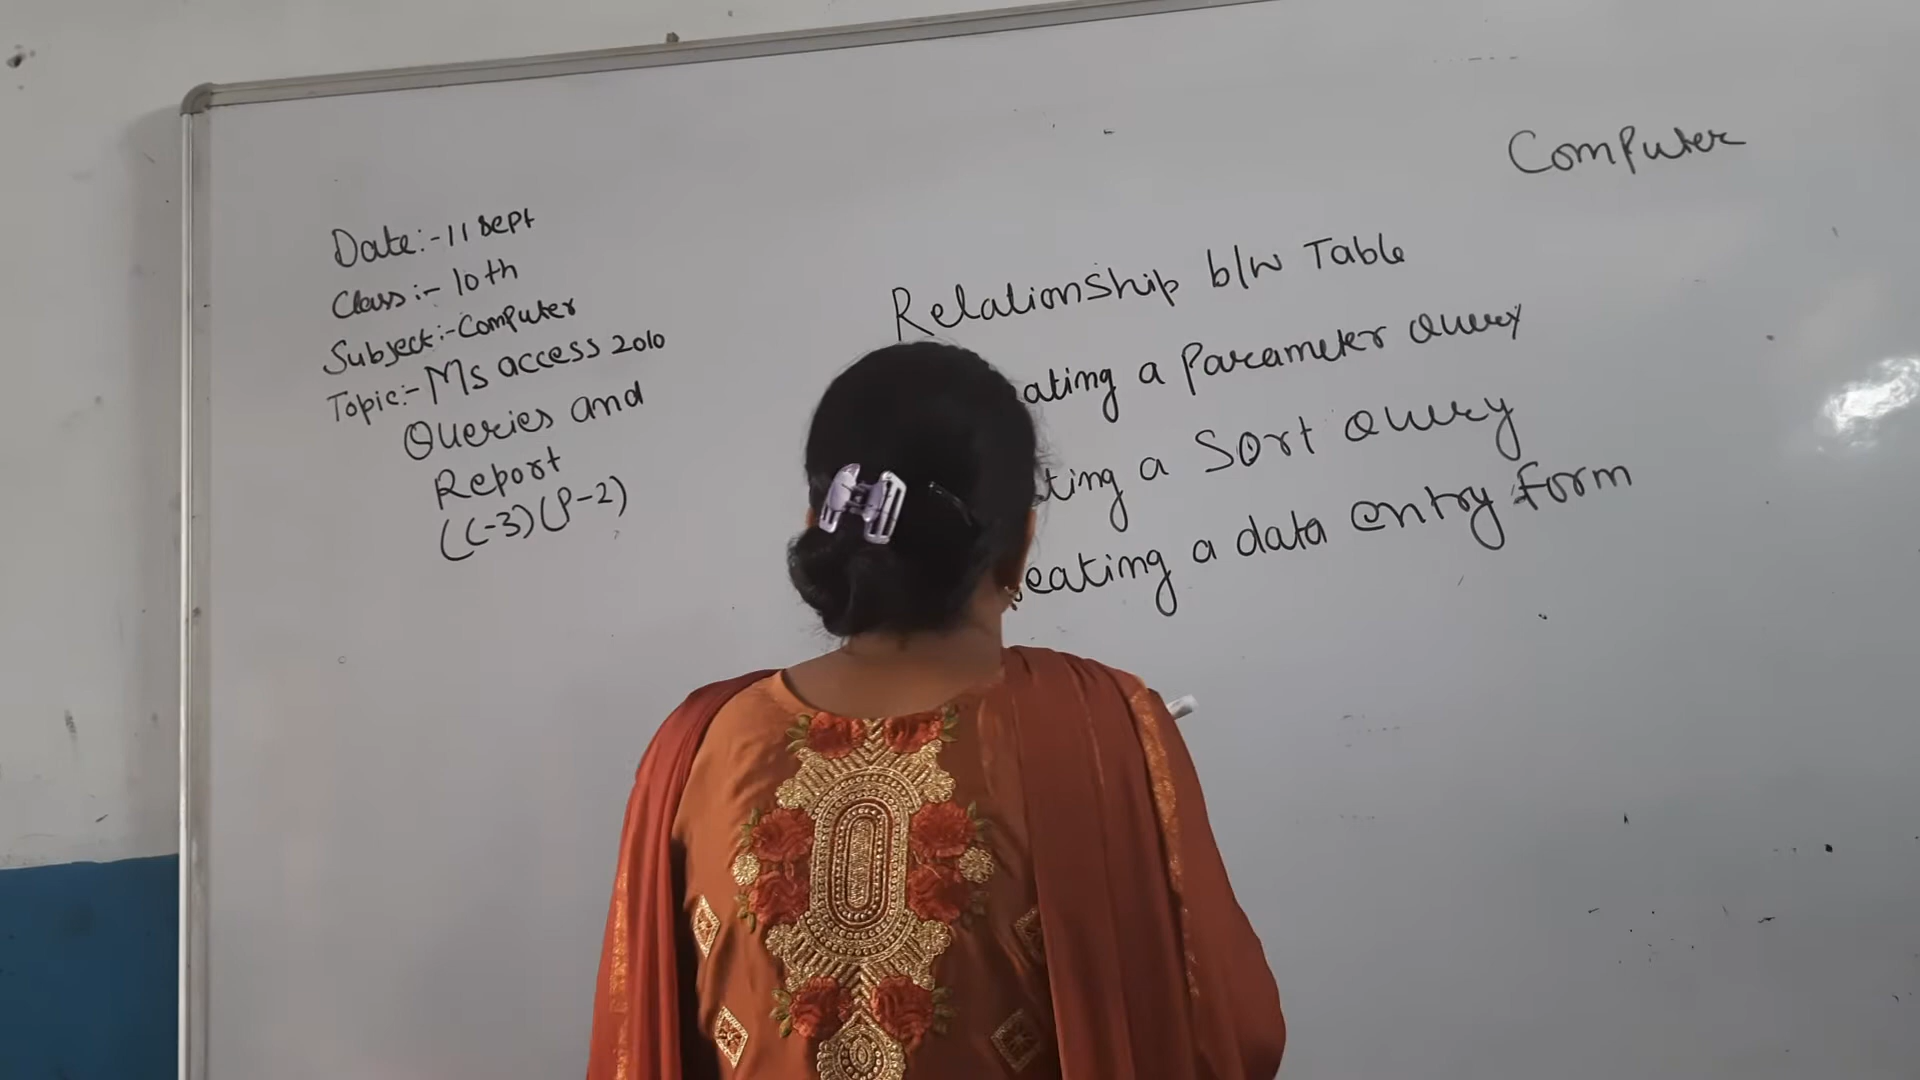 Computer
Date:- 11 Sept
Class:- 10th
Subject:- Computer
Topic:- Ms access 2010
Queries and
Report
(C-3)(P-2)
Relationship b/w Table
ating a Parameter Query
ting a Sort Query
eating a data entry form